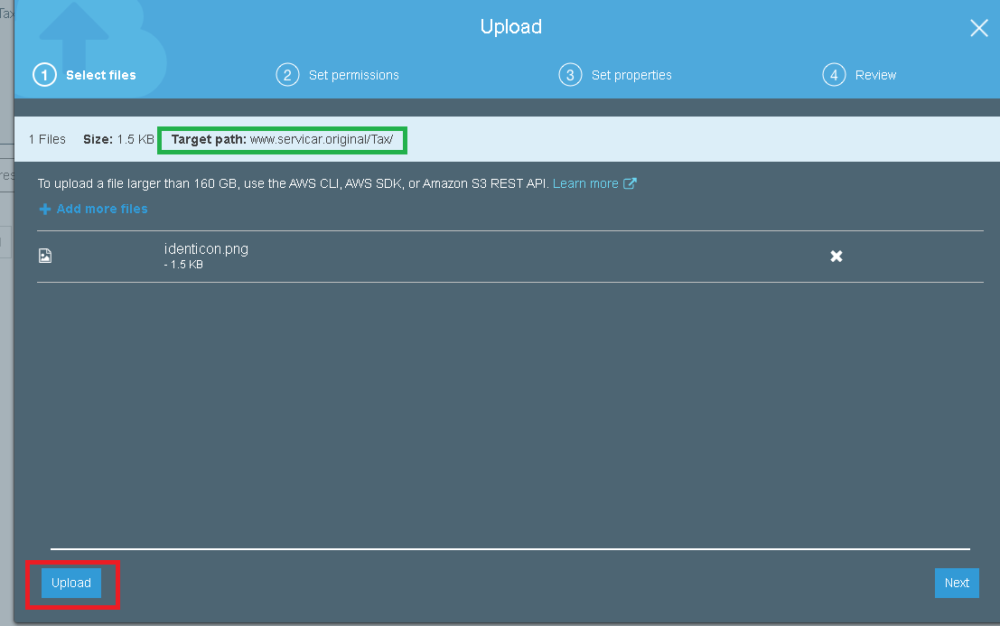 Tax
Upload
1 Select files
2 Set permissions
3 Set properties
4 Review
1 Files Size: 1.5 KB Target path: www.servicar.original/Tax/
res
To upload a file larger than 160 GB, use the AWS CLI, AWS SDK, or Amazon S3 REST API. Learn more
Add more files
identicon.png
- 1.5 KB
Upload
Next